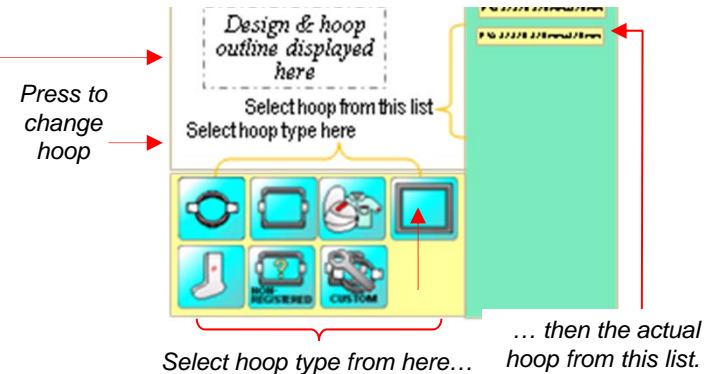 Design & hoop
outline displayed
here
Press to
change
hoop
Select hoop from this list
Select hoop type here
?
NON-
REGISTERED
CUSTOM
Select hoop type from here…
… then the actual
hoop from this list.